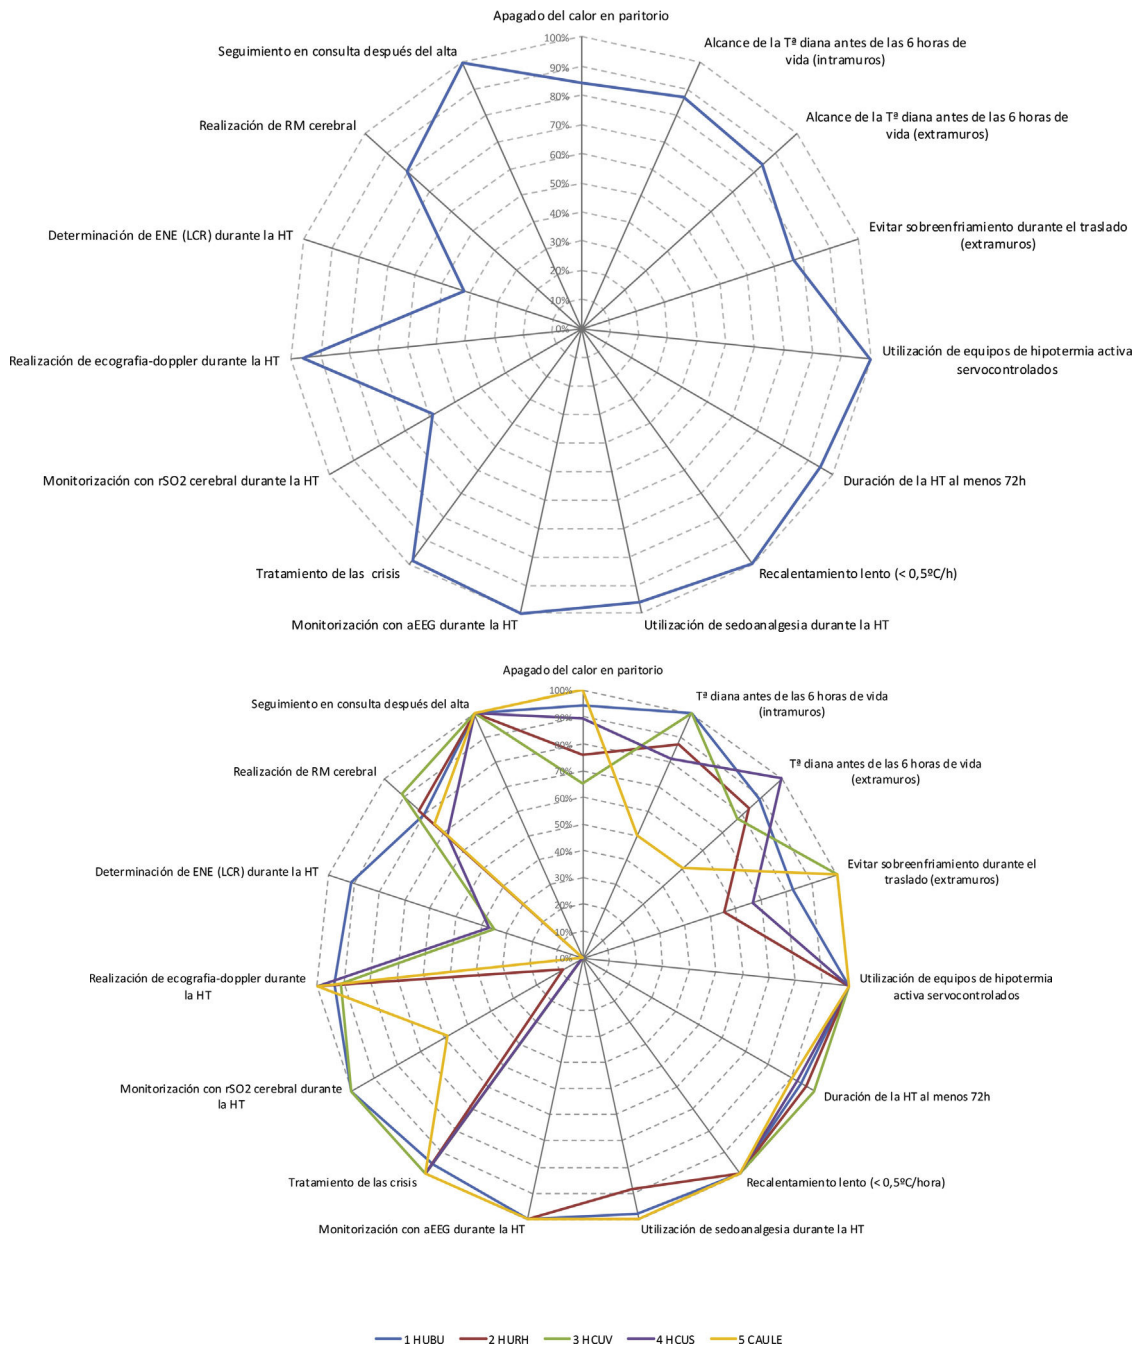 Apagado del calor en paritorio
Seguimiento en consulta después del alta
Alcance de la Tª diana antes de las 6 horas de
vida (intramuros)
Realización de RM cerebral
Alcance de la Tª diana antes de las 6 horas de
vida (extramuros)
Determinación de ENE (LCR) durante la HT
Evitar sobreenfriamiento durante el traslado
(extramuros)
100%
90%
80%
70%
60%
50%
40%
30%
20%
10%
0%
Realización de ecografia-doppler durante la HT
Utilización de equipos de hipotermia activa
servocontrolados
Monitorización con rSO2 cerebral durante la HT
Duración de la HT al menos 72h
Tratamiento de las crisis
Recalentamiento lento (< 0,5ºC/h)
Monitorización con aEEG durante la HT
Utilización de sedoanalgesia durante la HT
Apagado del calor en paritorio
Seguimiento en consulta después del alta
Tª diana antes de las 6 horas de vida
(intramuros)
Realización de RM cerebral
Tª diana antes de las 6 horas de vida
(extramuros)
Determinación de ENE (LCR) durante la HT
Evitar sobreenfriamiento durante el
traslado (extramuros)
100%
90%
80%
70%
60%
50%
40%
30%
20%
10%
0%
Realización de ecografia-doppler durante
la HT
Utilización de equipos de hipotermia
activa servocontrolados
Monitorización con rSO2 cerebral durante
la HT
Duración de la HT al menos 72h
Tratamiento de las crisis
Recalentamiento lento (< 0,5ºC/hora)
Monitorización con aEEG durante la HT
Utilización de sedoanalgesia durante la HT
1 HUBU 2 HURH 3 HCUV 4 HCUS 5 CAULE